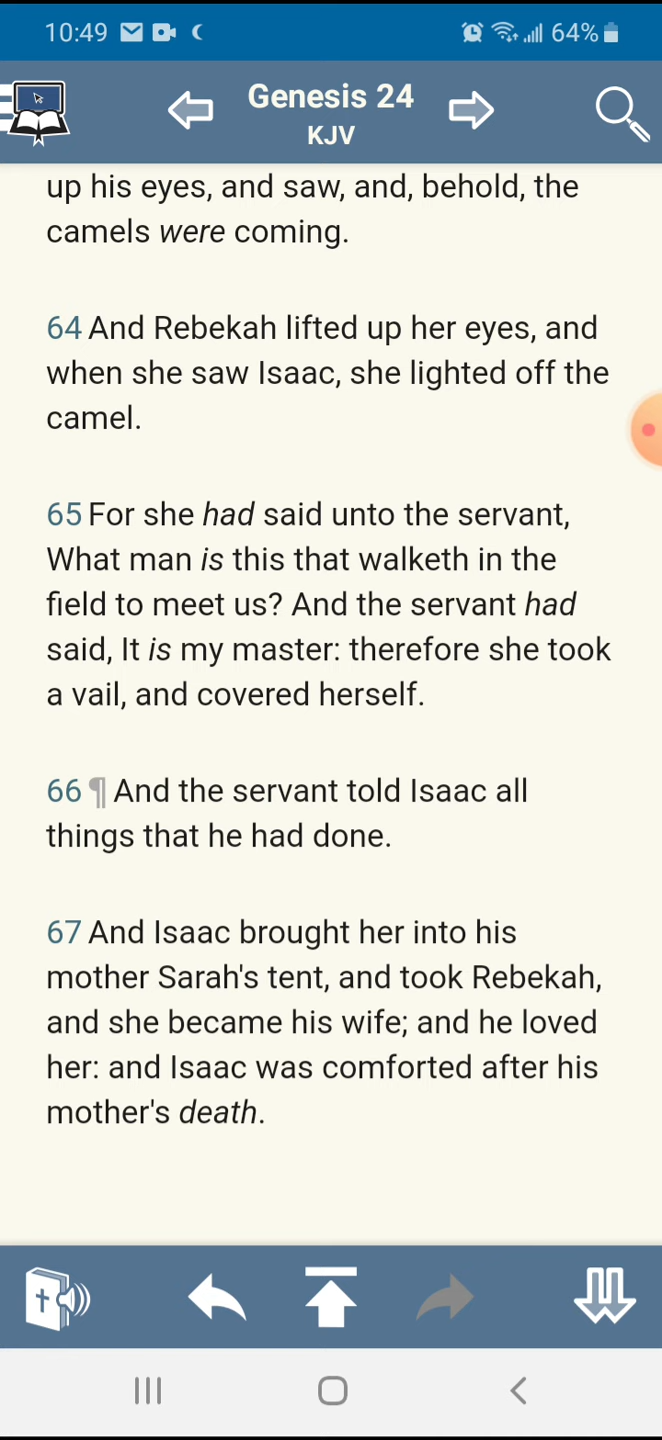 10:49
64%
Genesis 24
KJV
up his eyes, and saw, and, behold, the
camels were coming.
64 And Rebekah lifted up her eyes, and
when she saw Isaac, she lighted off the
camel.
65 For she had said unto the servant,
What man is this that walketh in the
field to meet us? And the servant had
said, It is my master: therefore she took
a vail, and covered herself.
66 ¶ And the servant told Isaac all
things that he had done.
67 And Isaac brought her into his
mother Sarah's tent, and took Rebekah,
and she became his wife; and he loved
her: and Isaac was comforted after his
mother's death.